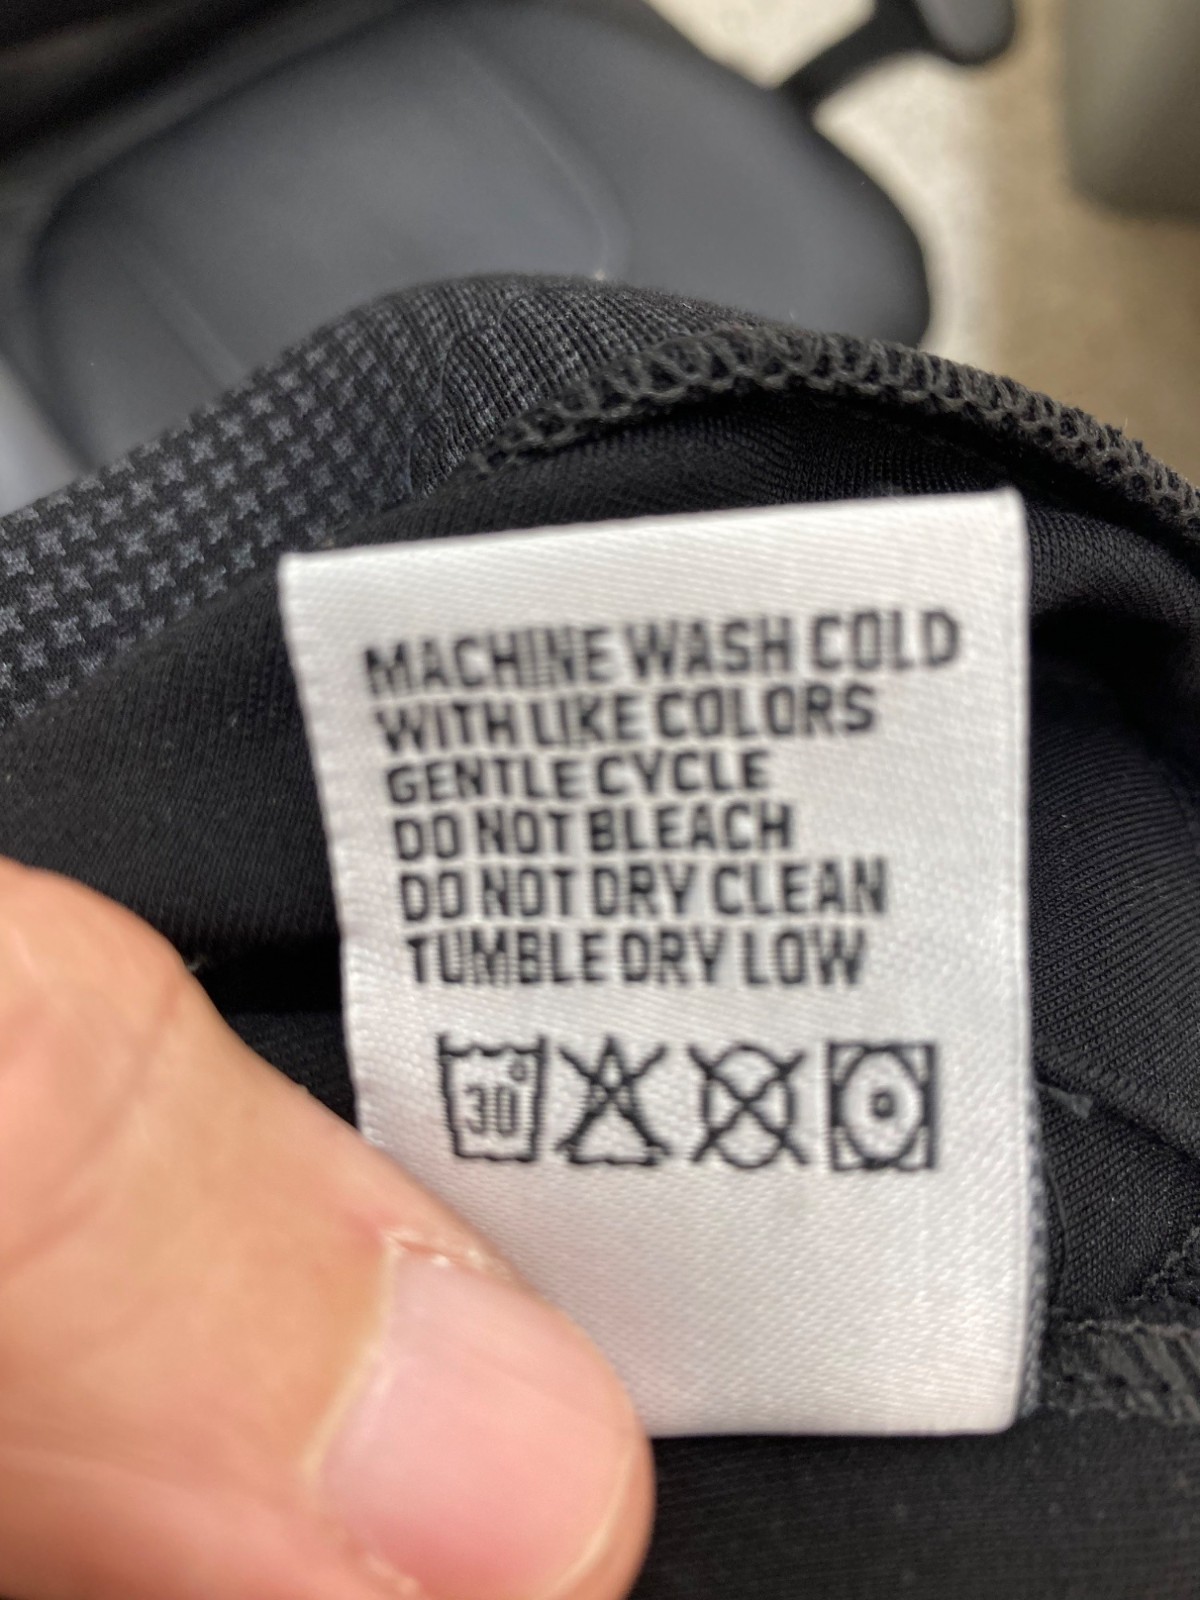 MACHINE WASH COLD
WITH LIKE COLORS
GENTLE CYCLE
DO NOT BLEACH
DO NOT DRY CLEAN
TUMBLE DRY LOW
30°